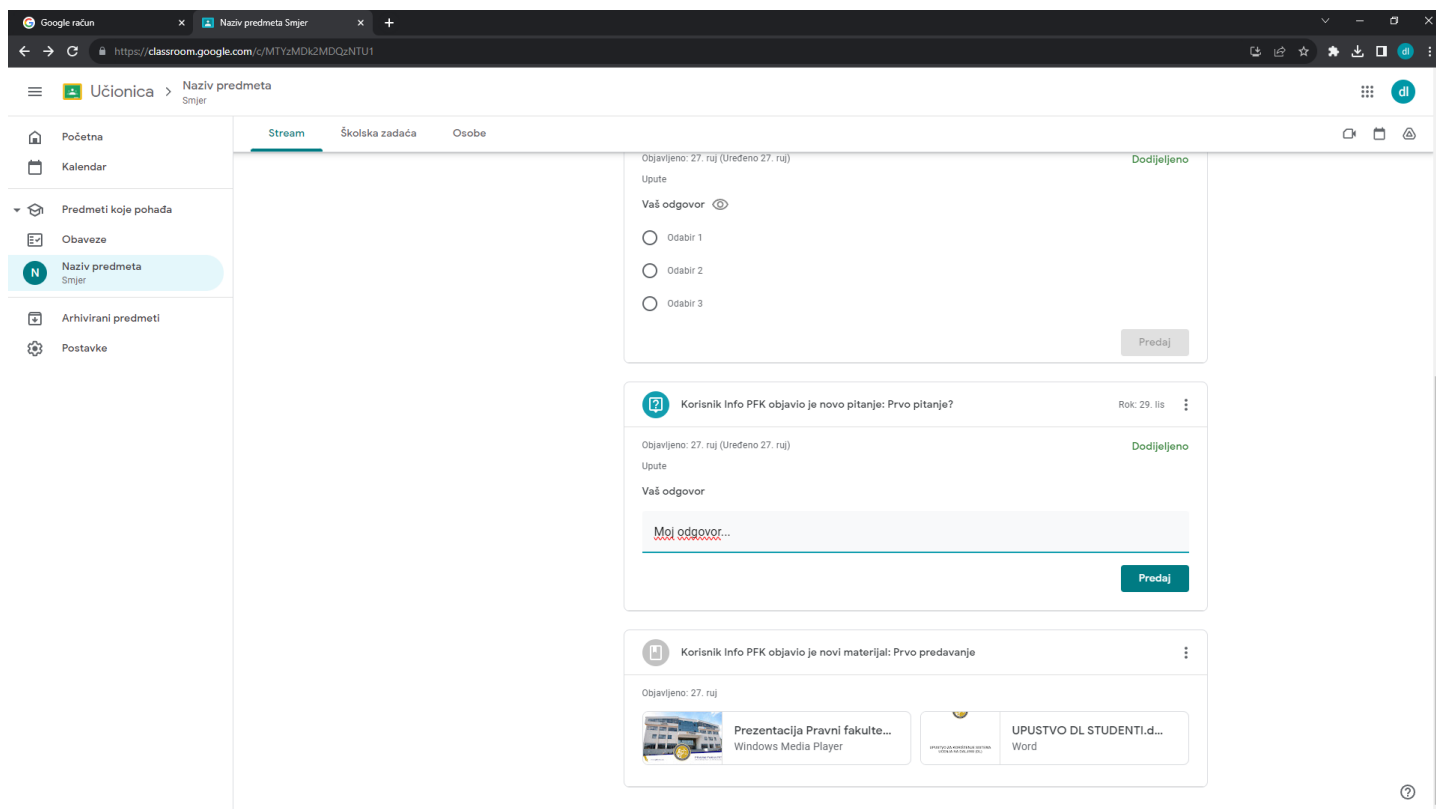 Google račun
Naziv predmeta Smjer
https://classroom.google.com/c/MTYzMDk2MDQzNTU1
dl
Učionica
Naziv predmeta
Smjer
dl
Početna
Kalendar
Predmeti koje pohađa
Obaveze
N
Naziv predmeta
Smjer
Arhivirani predmeti
Postavke
Stream Školska zadaća Osobe
Objavljeno: 27. ruj (Uređeno 27. ruj) Dodijeljeno
Upute
Vaš odgovor
Odabir 1
Odabir 2
Odabir 3
Predaj
Korisnik Info PFK objavio je novo pitanje: Prvo pitanje? Rok: 29. lis
Objavljeno: 27. ruj (Uređeno 27. ruj) Dodijeljeno
Upute
Vaš odgovor
Moj odgovor...
Predaj
Korisnik Info PFK objavio je novi materijal: Prvo predavanje
Objavljeno: 27. ruj
Prezentacija Pravni fakulte...
Windows Media Player
UPUSTVO DL STUDENTI.d...
Word